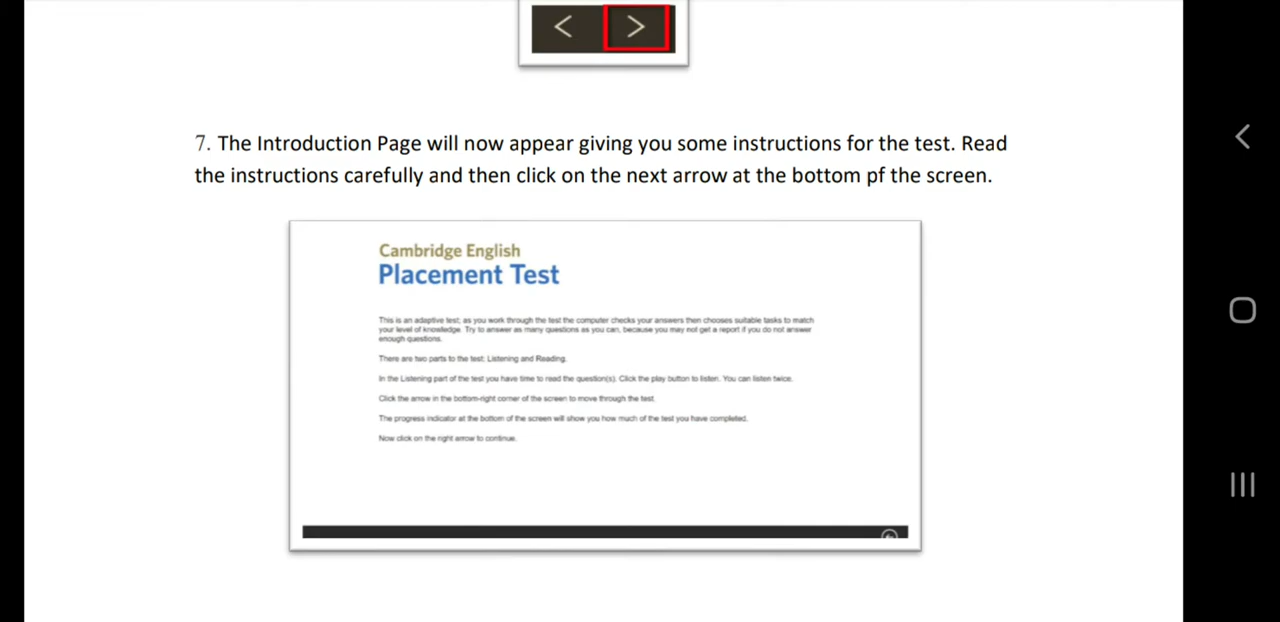 7. The Introduction Page will now appear giving you some instructions for the test. Read
the instructions carefully and then click on the next arrow at the bottom pf the screen.
Cambridge English
Placement Test
This is an adaptive test; as you work through the test the computer checks your answers then chooses suitable tasks to match
your level of knowledge. Try to answer as many questions as you can, because you may not get a report if you do not answer
enough questions.
There are two parts to the test: Listening and Reading.
In the Listening part of the test you have time to read the question(s). Click the play button to listen. You can listen twice.
Click the arrow in the bottom-right corner of the screen to move through the test.
The progress indicator at the bottom of the screen will show you how much of the test you have completed.
Now click on the right arrow to continue.